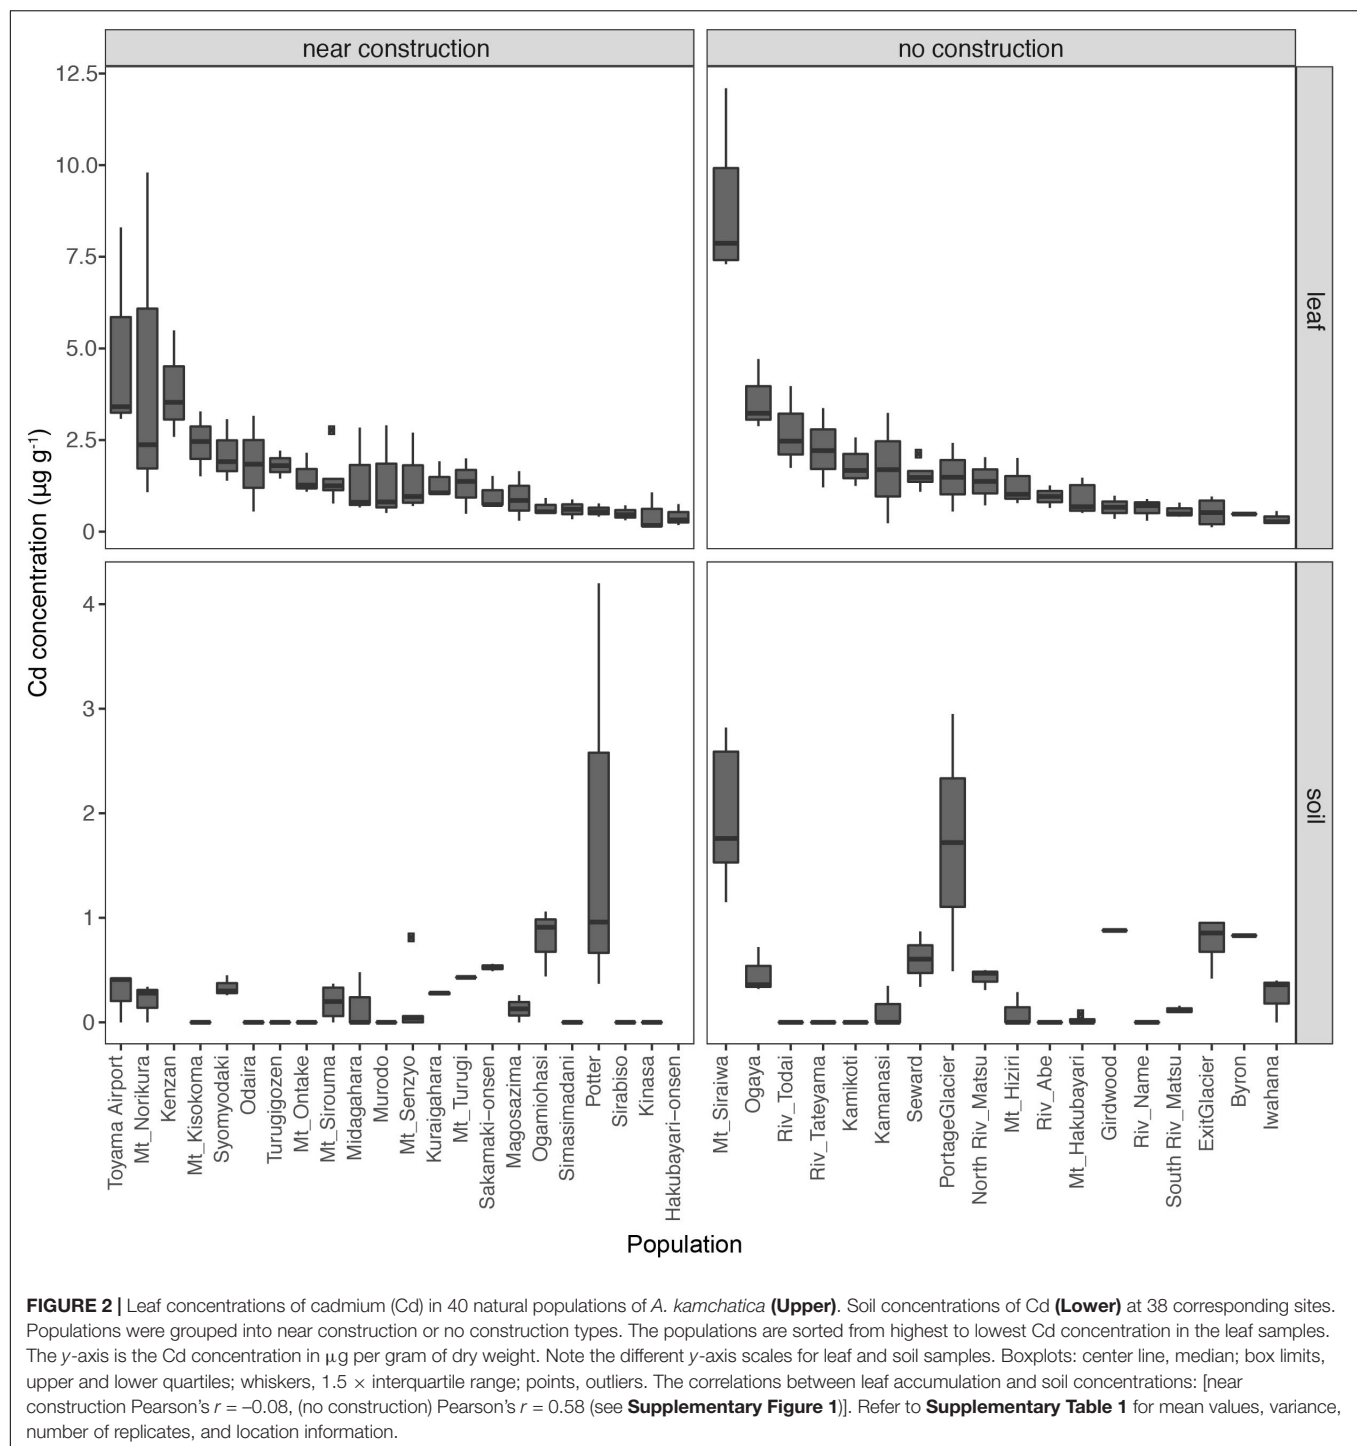 near construction
no construction
12.5
10.0
7.5
5.0
2.5
0
leaf
Cd concentration (µg g-1)
4
3
2
1
0
soil
Toyama Airport
Mt_Norikura
Kenzan
Mt_Kisokoma
Syomyodaki
Odaira
Turugigozen
Mt_Ontake
Mt_Sirouma
Midagahara
Murodo
Mt_Senzyo
Kuraigahara
Mt_Turugi
Sakamaki–onsen
Magosazima
Ogamiohasi
Simasimadani
Potter
Sirabiso
Kinasa
Hakubayari–onsen
Mt_Siraiwa
Ogaya
Riv_Todai
Riv_Tateyama
Kamikoti
Kamanasi
Seward
PortageGlacier
North Riv_Matsu
Mt_Hiziri
Riv_Abe
Mt_Hakubayari
Girdwood
Riv_Name
South Riv_Matsu
ExitGlacier
Byron
Iwahana
Population
FIGURE 2 | Leaf concentrations of cadmium (Cd) in 40 natural populations of A. kamchatica (Upper). Soil concentrations of Cd (Lower) at 38 corresponding sites.
Populations were grouped into near construction or no construction types. The populations are sorted from highest to lowest Cd concentration in the leaf samples.
The y-axis is the Cd concentration in µg per gram of dry weight. Note the different y-axis scales for leaf and soil samples. Boxplots: center line, median; box limits,
upper and lower quartiles; whiskers, 1.5 × interquartile range; points, outliers. The correlations between leaf accumulation and soil concentrations: [near
construction Pearson's r = –0.08, (no construction) Pearson's r = 0.58 (see Supplementary Figure 1)]. Refer to Supplementary Table 1 for mean values, variance,
number of replicates, and location information.